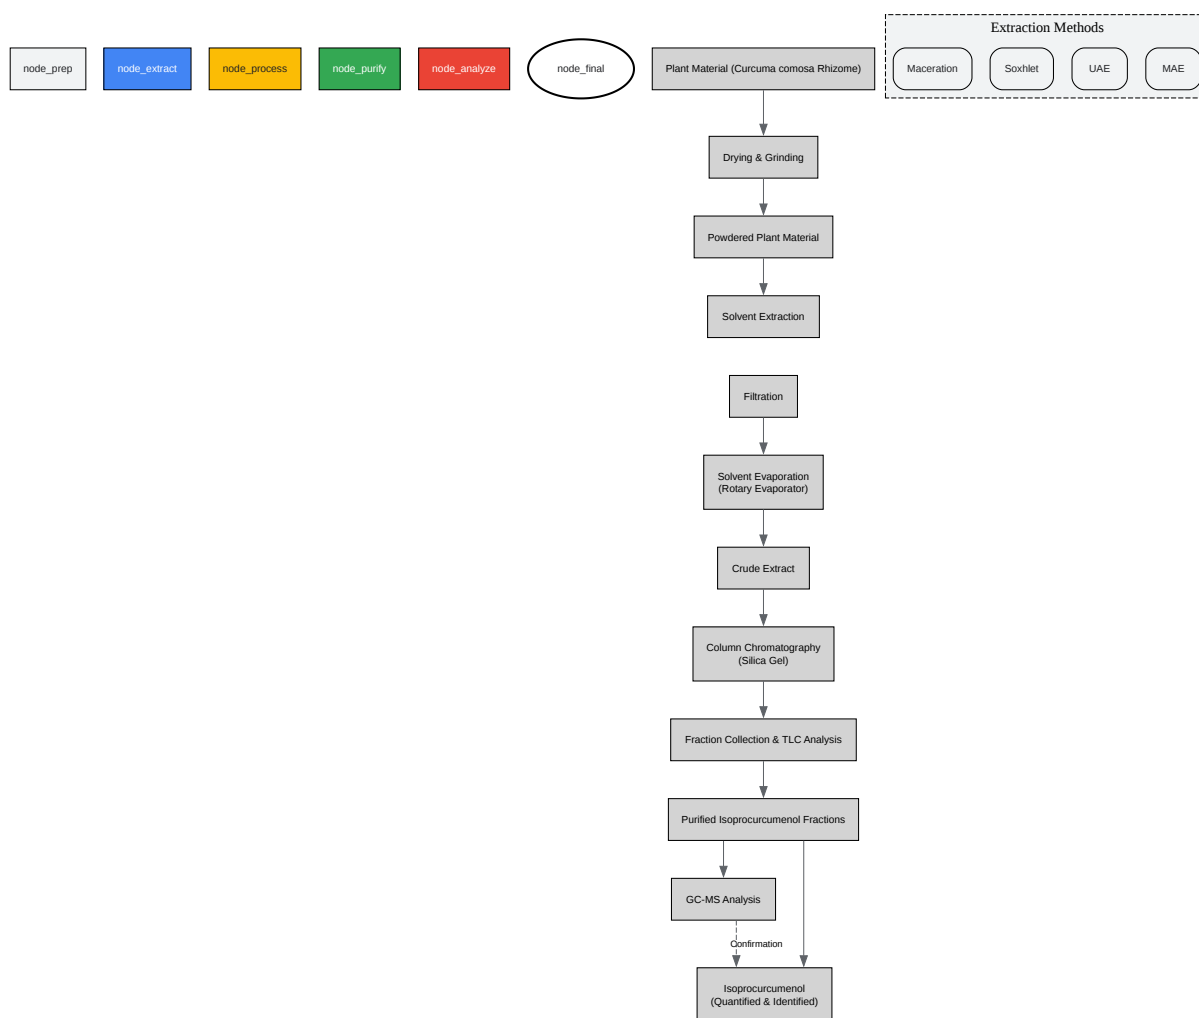 node_prep
node_extract
node_process
node_purify
node_analyze
node_final
Plant Material (Curcuma comosa Rhizome)
Extraction Methods
Maceration
Soxhlet
UAE
MAE
Drying & Grinding
Powdered Plant Material
Solvent Extraction
Filtration
Solvent Evaporation
(Rotary Evaporator)
Crude Extract
Column Chromatography
(Silica Gel)
Fraction Collection & TLC Analysis
Purified Isoprocurcumenol Fractions
GC-MS Analysis
Confirmation
Isoprocurcumenol
(Quantified & Identified)